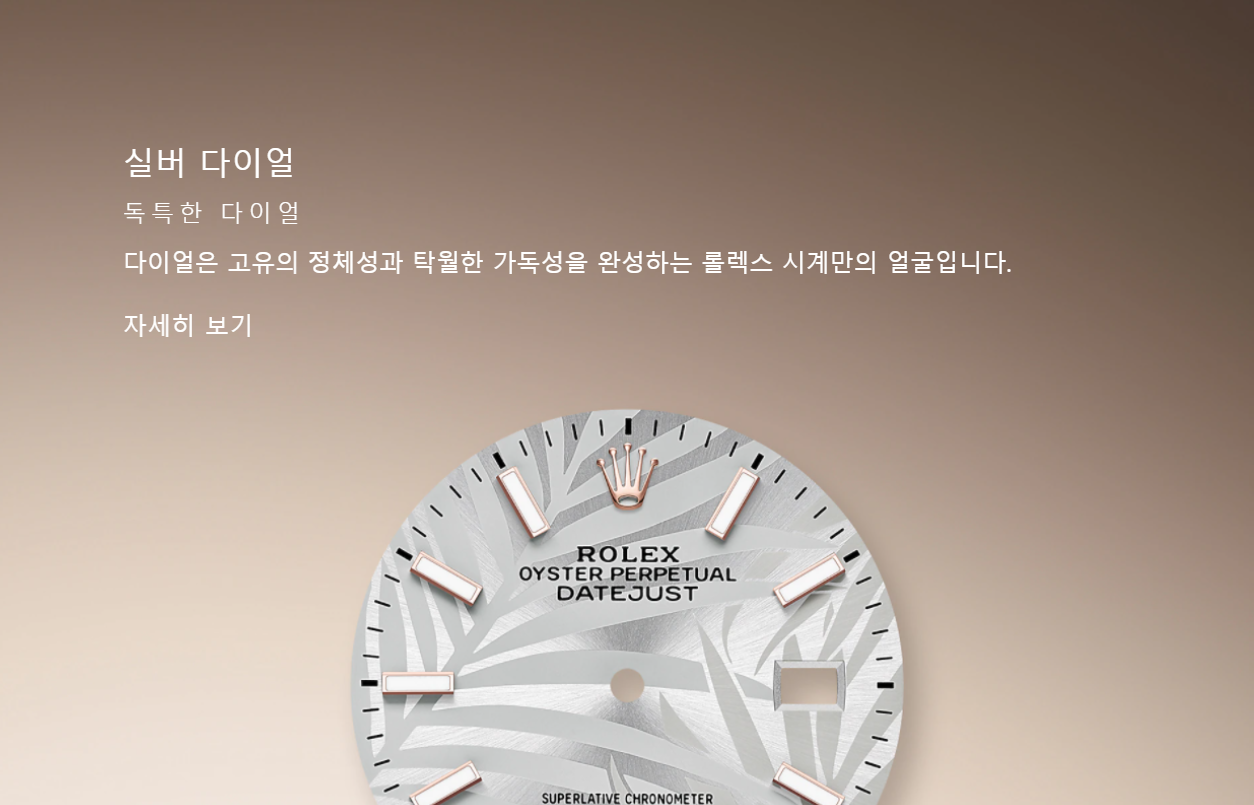 실버 다이얼
독특한 다이얼
다이얼은 고유의 정체성과 탁월한 가독성을 완성하는 롤렉스 시계만의 얼굴입니다.
자세히 보기
ROLEX
OYSTER PERPETUAL
DATEJUST
SUPERLATIVE CHRONOMETER